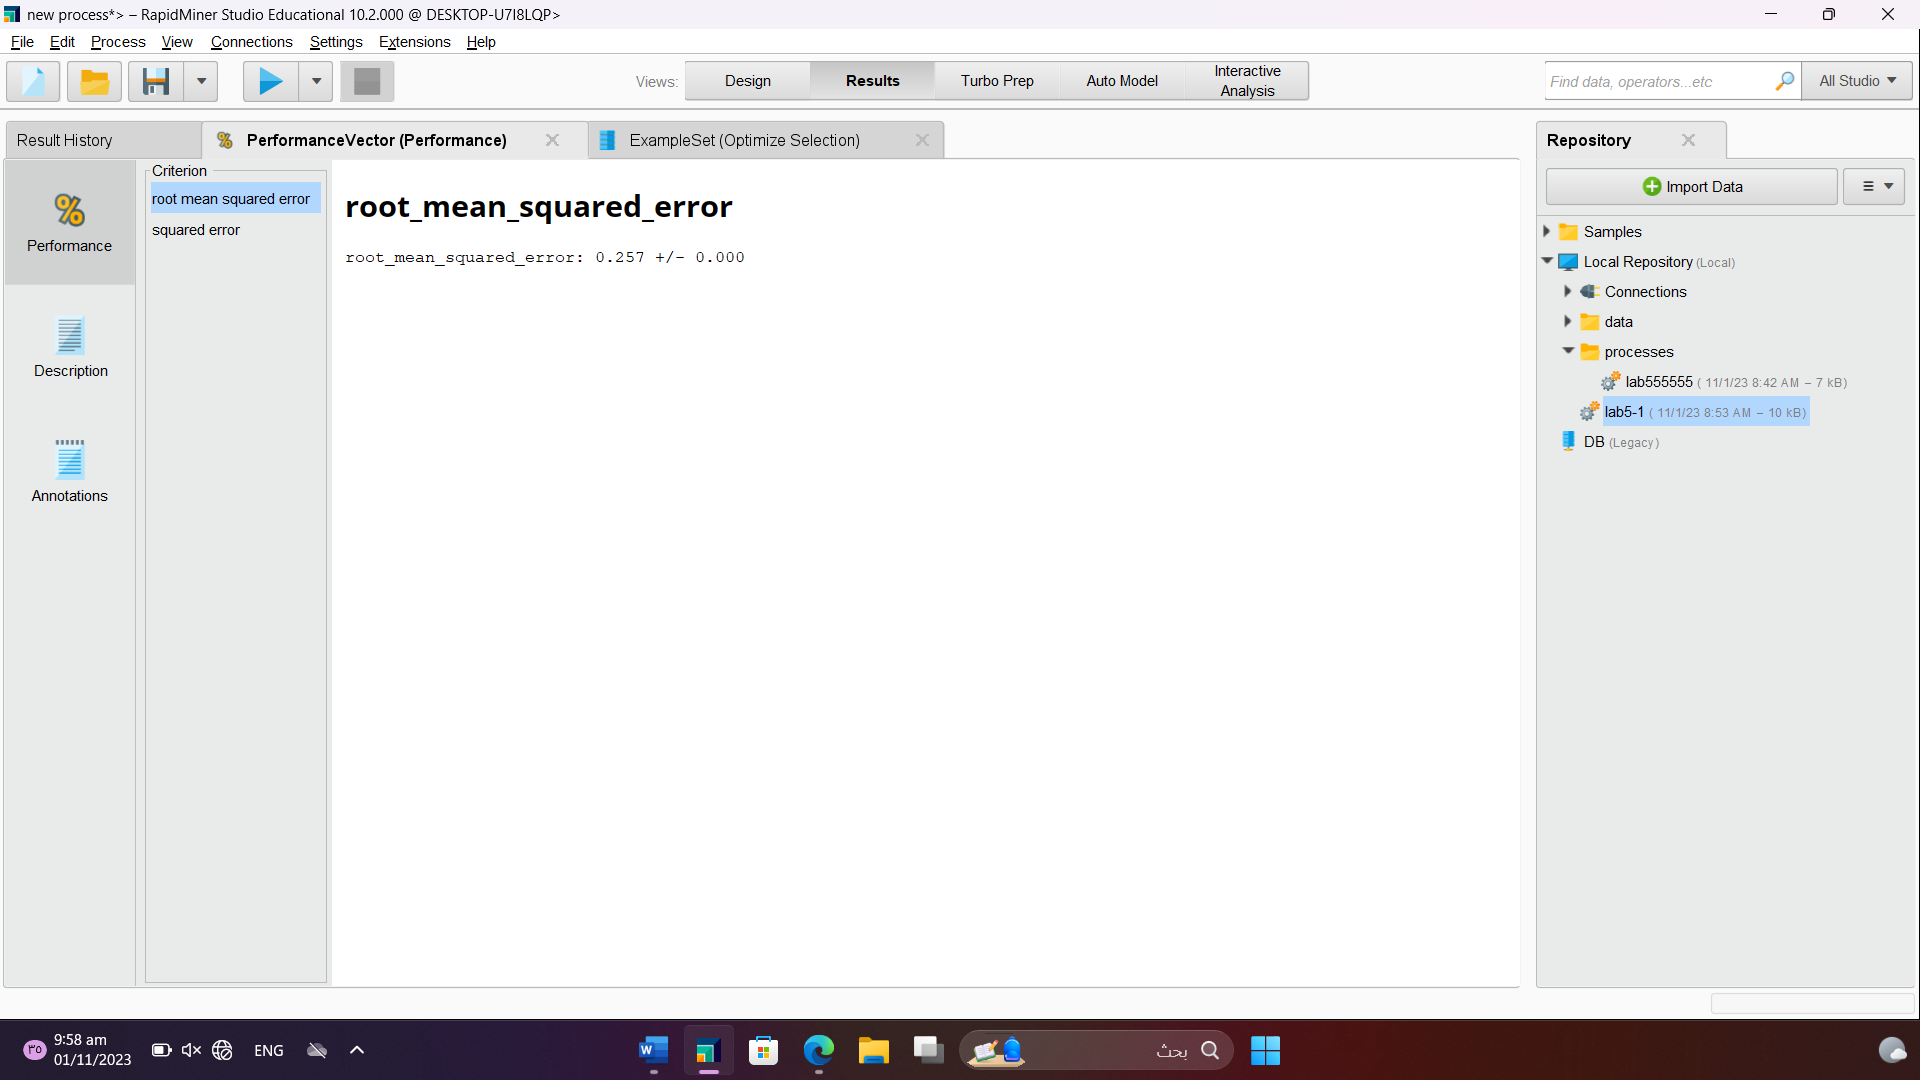 new process*> – RapidMiner Studio Educational 10.2.000 @ DESKTOP-U7I8LQP>
File Edit Process View Connections Settings Extensions Help
Views: Design Results Turbo Prep Auto Model Interactive Analysis
Find data, operators...etc All Studio
Result History PerformanceVector (Performance) ExampleSet (Optimize Selection)
Performance
Description
Annotations
Criterion
root mean squared error
squared error
root_mean_squared_error
root_mean_squared_error: 0.257 +/- 0.000
Repository
Import Data
Samples
Local Repository (Local)
Connections
data
processes
lab555555 ( 11/1/23 8:42 AM – 7 kB)
lab5-1 ( 11/1/23 8:53 AM – 10 kB)
DB (Legacy)
٣٥
9:58 am
01/11/2023
ENG
W
بحث